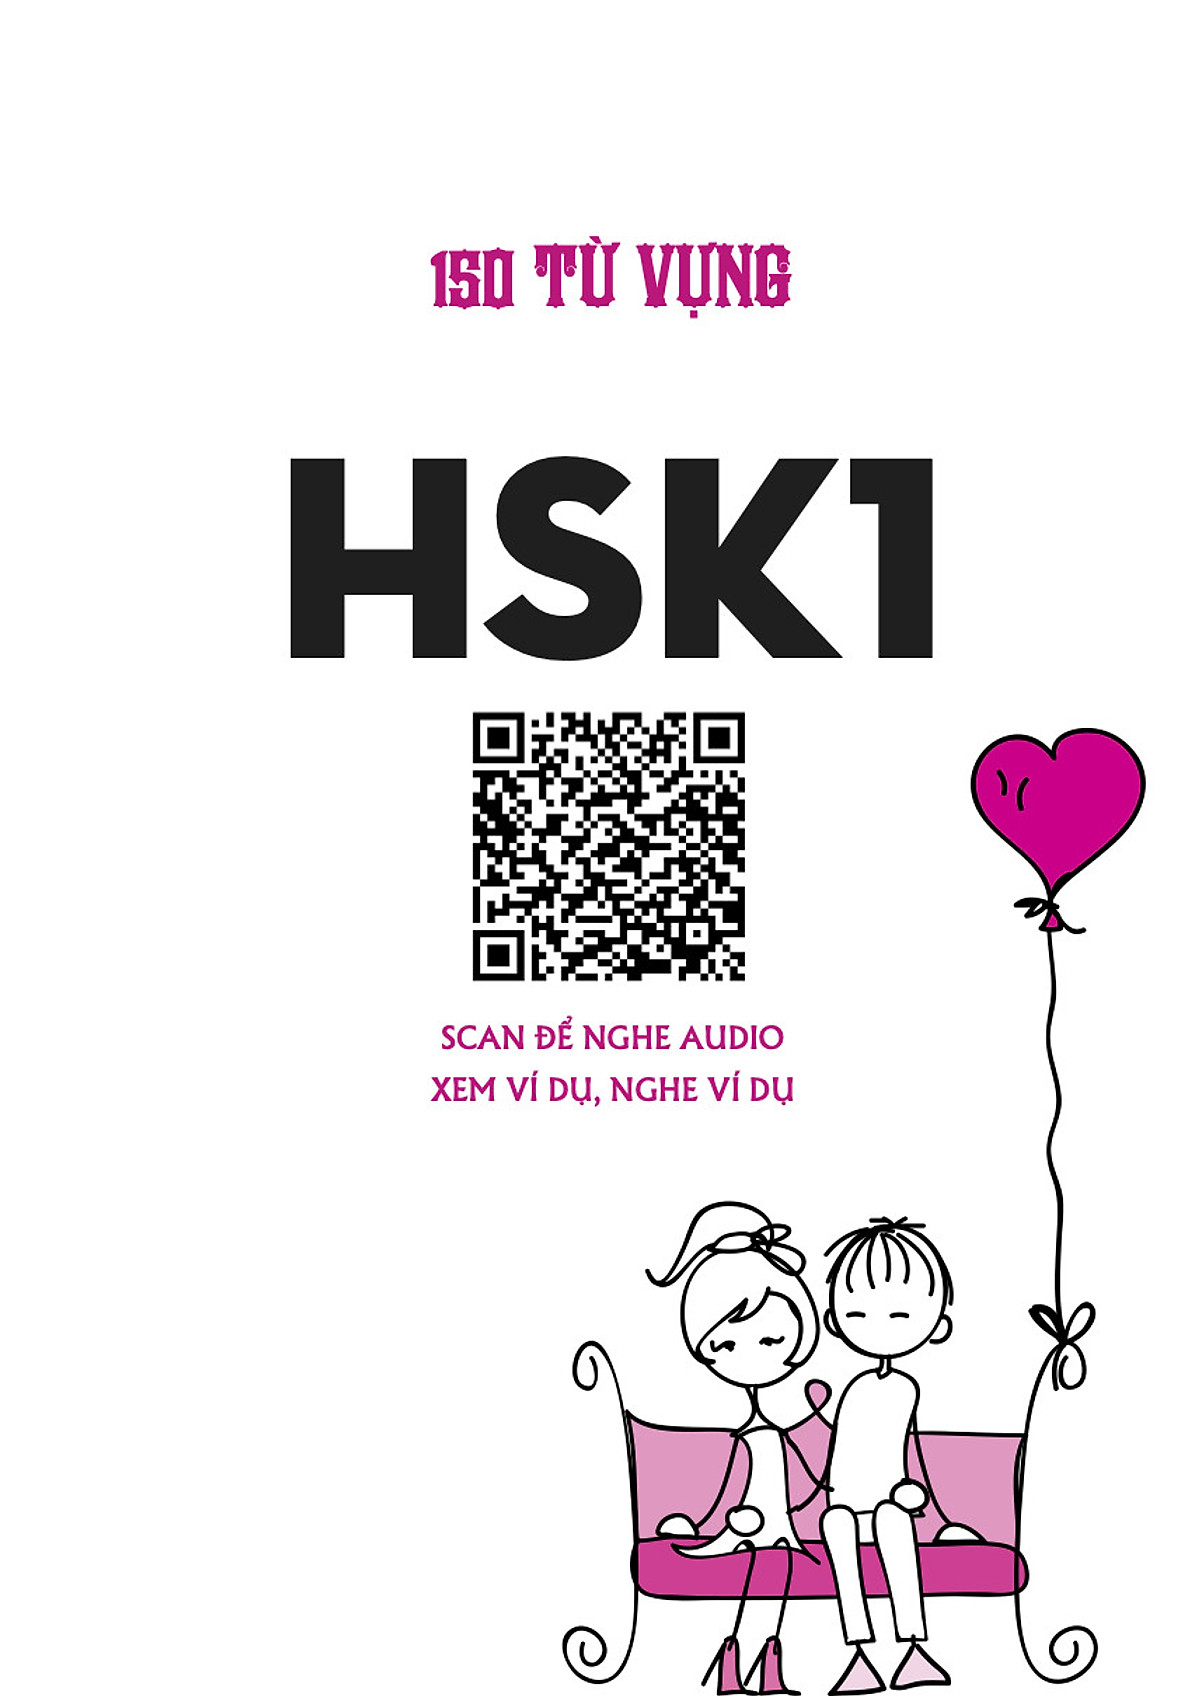 150 TỪ VỰNG
HSK1
SCAN ĐỂ NGHE AUDIO
XEM VÍ DỤ, NGHE VÍ DỤ